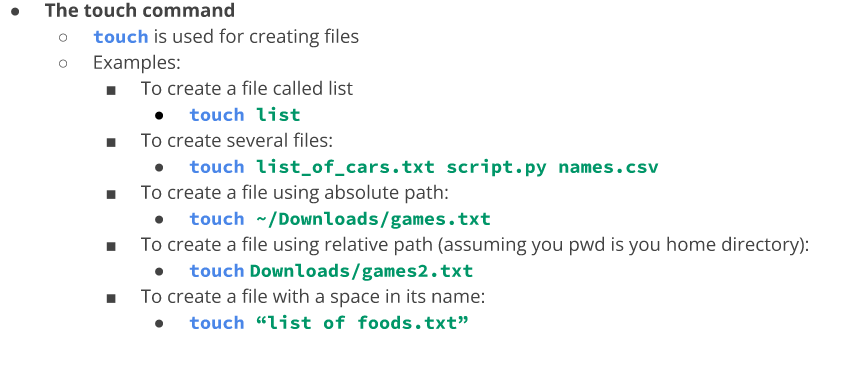 ● The touch command
○ touch is used for creating files
○ Examples:
■ To create a file called list
● touch list
■ To create several files:
● touch list_of_cars.txt script.py names.csv
■ To create a file using absolute path:
● touch ~/Downloads/games.txt
■ To create a file using relative path (assuming you pwd is you home directory):
● touch Downloads/games2.txt
■ To create a file with a space in its name:
● touch “list of foods.txt”